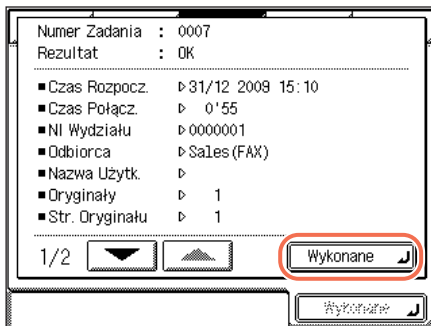 Numer Zadania : 0007
Rezultat : OK
■Czas Rozpocz. ▷31/12 2009 15:10
■Czas Połącz. ▷ 0'55
■NI Wydziału ▷0000001
■Odbiorca ▷Sales(FAX)
■Nazwa Użytk. ▷
■Oryginały ▷ 1
■Str. Oryginału ▷ 1
1/2 Wykonane
Wykonane